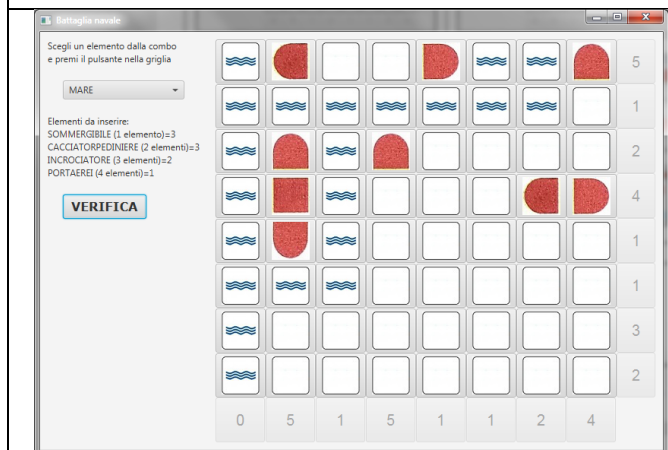 Battaglia navale
Scegli un elemento dalla combo
e premi il pulsante nella griglia
MARE
Elementi da inserire:
SOMMERGIBILE (1 elemento)=3
CACCIATORPEDINIERE (2 elementi)=3
INCROCIATORE (3 elementi)=2
PORTAEREI (4 elementi)=1
VERIFICA
5
1
2
4
1
1
3
2
0 5 1 5 1 1 2 4